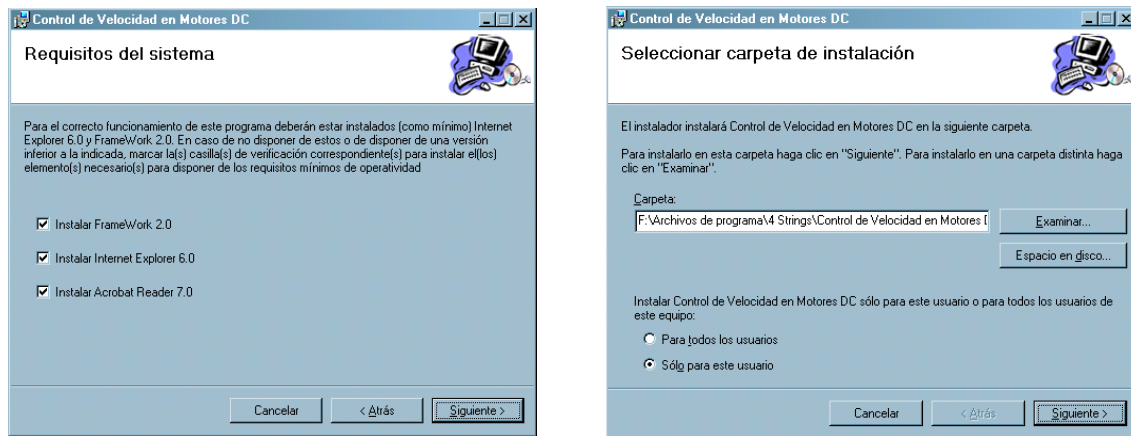 Control de Velocidad en Motores DC
Requisitos del sistema
Para el correcto funcionamiento de este programa deberán estar instalados (como mínimo) Internet
Explorer 6.0 y FrameWork 2.0. En caso de no disponer de estos o de disponer de una versión
inferior a la indicada, marcar la(s) casilla(s) de verificación correspondiente(s) para instalar el(los)
elemento(s) necesario(s) para disponer de los requisitos mínimos de operatividad
Instalar FrameWork 2.0
Instalar Internet Explorer 6.0
Instalar Acrobat Reader 7.0
Cancelar
< Atrás
Siguiente >
Control de Velocidad en Motores DC
Seleccionar carpeta de instalación
El instalador instalará Control de Velocidad en Motores DC en la siguiente carpeta.
Para instalarlo en esta carpeta haga clic en "Siguiente". Para instalarlo en una carpeta distinta haga
clic en "Examinar".
Carpeta:
F:\Archivos de programa\4 Strings\Control de Velocidad en Motores
Examinar...
Espacio en disco...
Instalar Control de Velocidad en Motores DC sólo para este usuario o para todos los usuarios de
este equipo:
Para todos los usuarios
Sólo para este usuario
Cancelar
< Atrás
Siguiente >